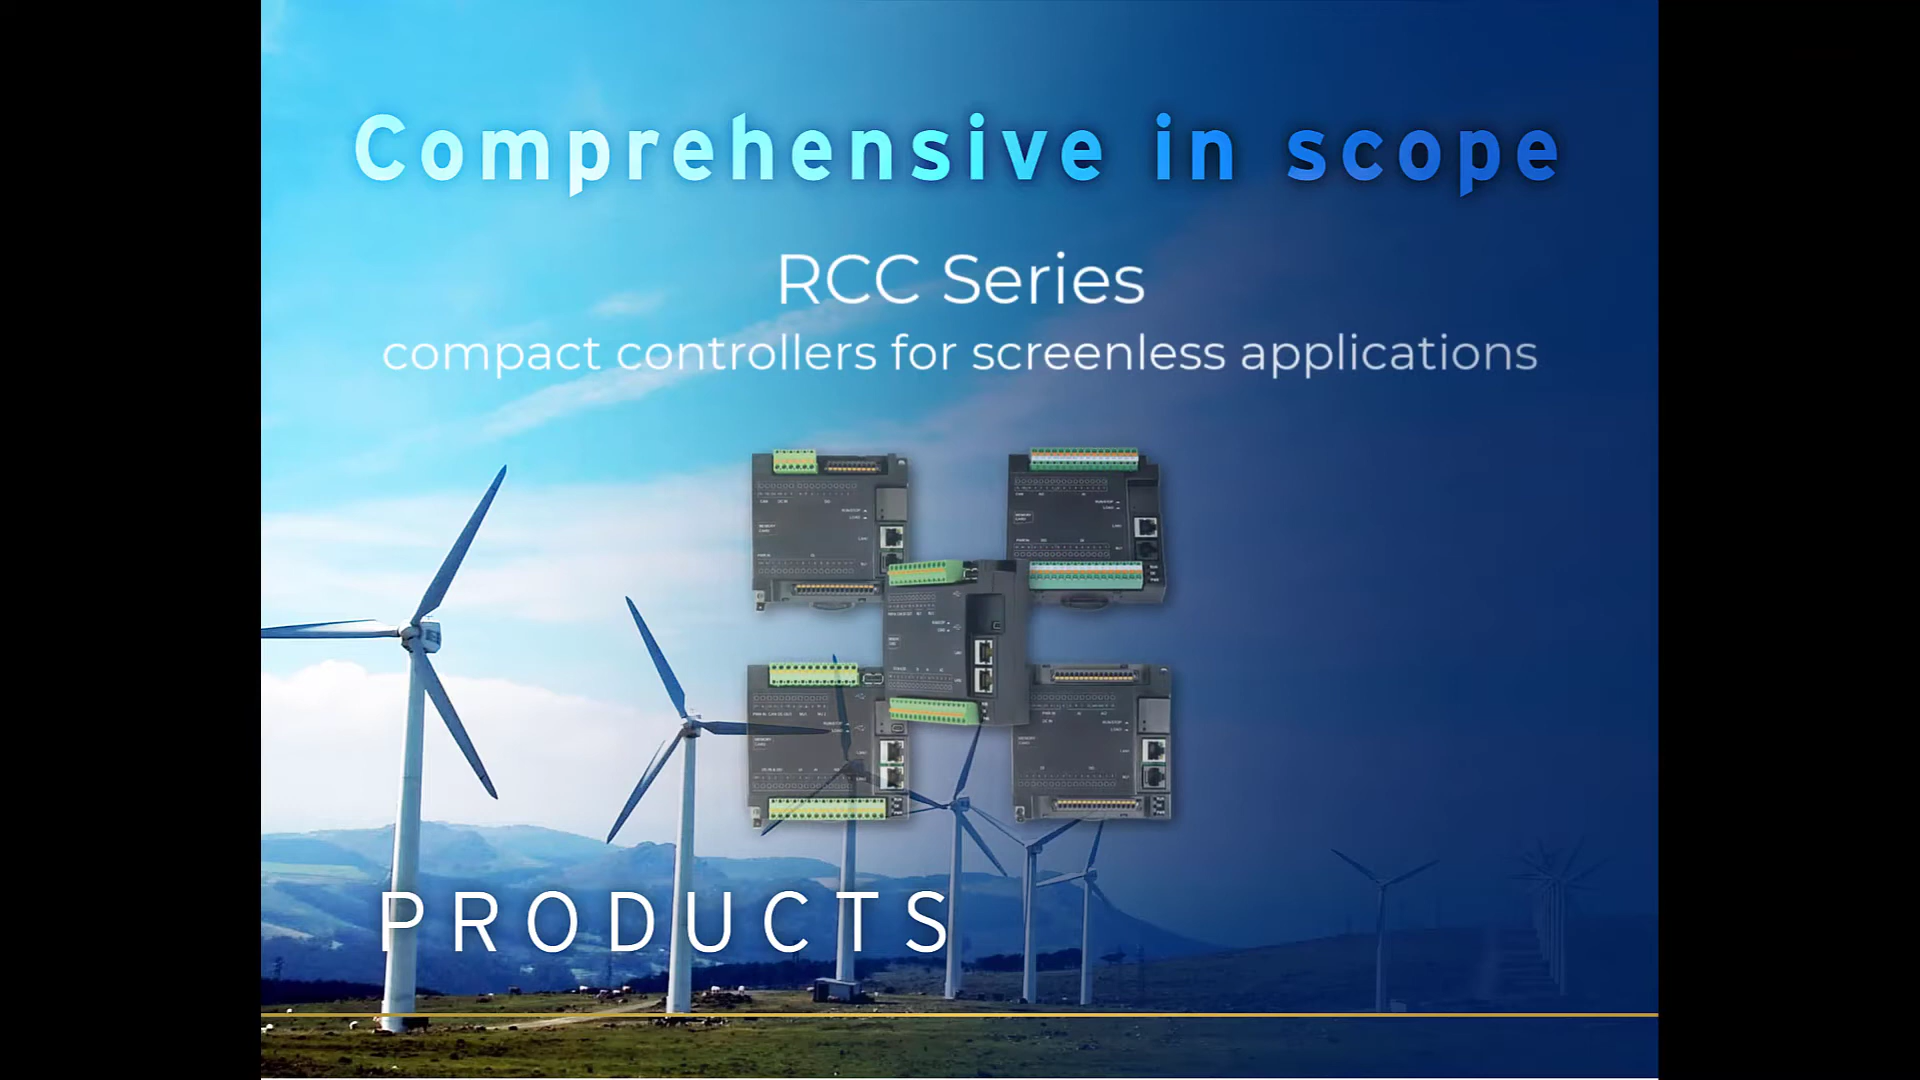 Comprehensive in scope
RCC Series
compact controllers for screenless applications
PRODUCTS